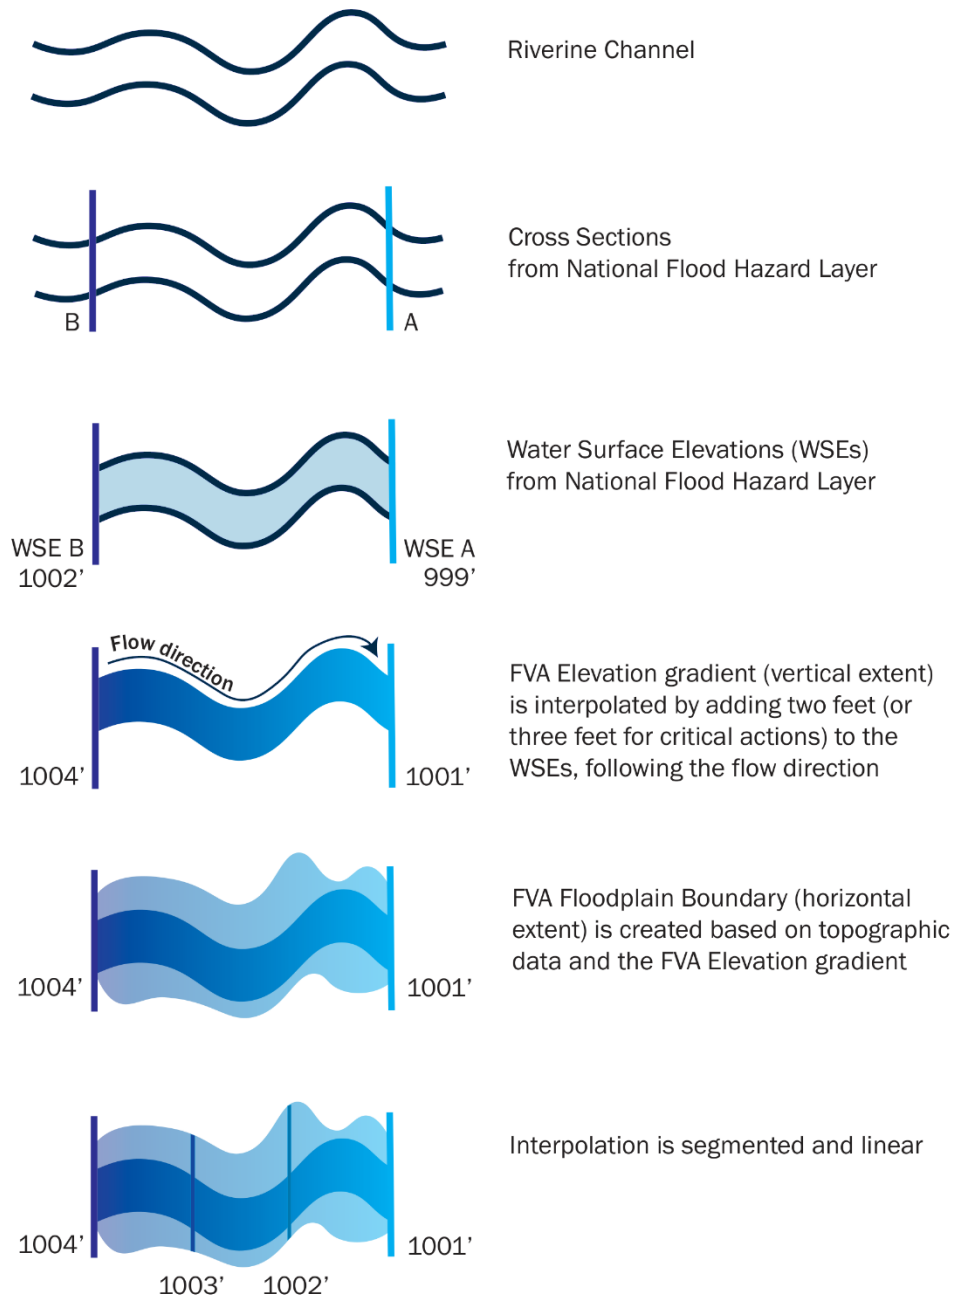 Riverine Channel
Cross Sections
from National Flood Hazard Layer
B
A
Water Surface Elevations (WSEs)
from National Flood Hazard Layer
WSE B
1002’
WSE A
999’
Flow direction
FVA Elevation gradient (vertical extent)
is interpolated by adding two feet (or
three feet for critical actions) to the
WSEs, following the flow direction
1004’
1001’
FVA Floodplain Boundary (horizontal
extent) is created based on topographic
data and the FVA Elevation gradient
1004’
1001’
Interpolation is segmented and linear
1004’
1001’
1003’
1002’